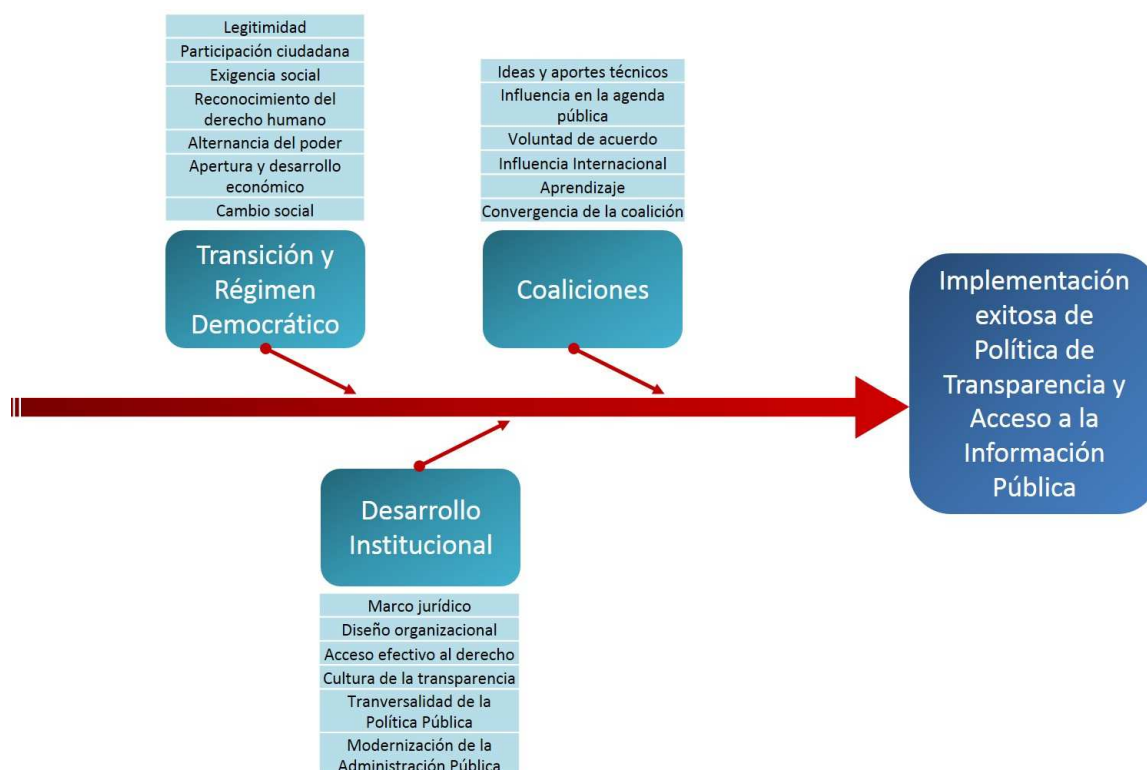 Legitimidad
Participación ciudadana
Exigencia social
Reconocimiento del
derecho humano
Alternancia del poder
Apertura y desarrollo
económico
Cambio social
Transición y
Régimen
Democrático
Ideas y aportes técnicos
Influencia en la agenda
pública
Voluntad de acuerdo
Influencia Internacional
Aprendizaje
Convergencia de la coalición
Coaliciones
Implementación
exitosa de
Política de
Transparencia y
Acceso a la
Información
Pública
Desarrollo
Institucional
Marco jurídico
Diseño organizacional
Acceso efectivo al derecho
Cultura de la transparencia
Tranversalidad de la
Política Pública
Modernización de la
Administración Pública